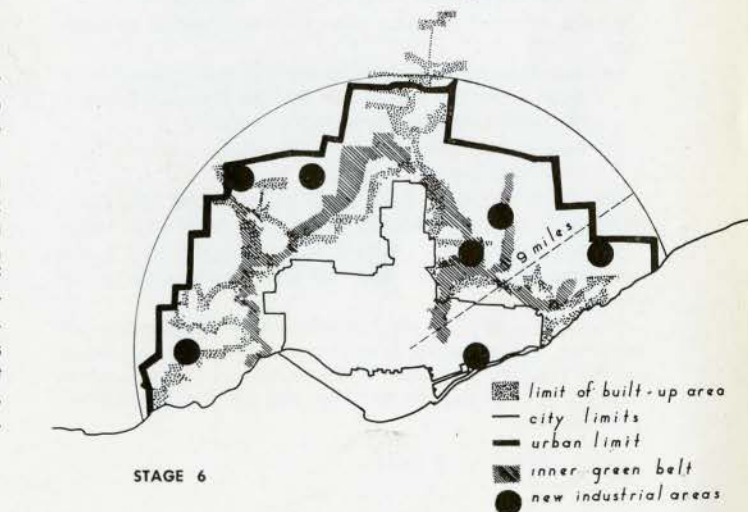 9 miles
limit of built-up area
city limits
urban limit
inner green belt
new industrial areas
STAGE 6